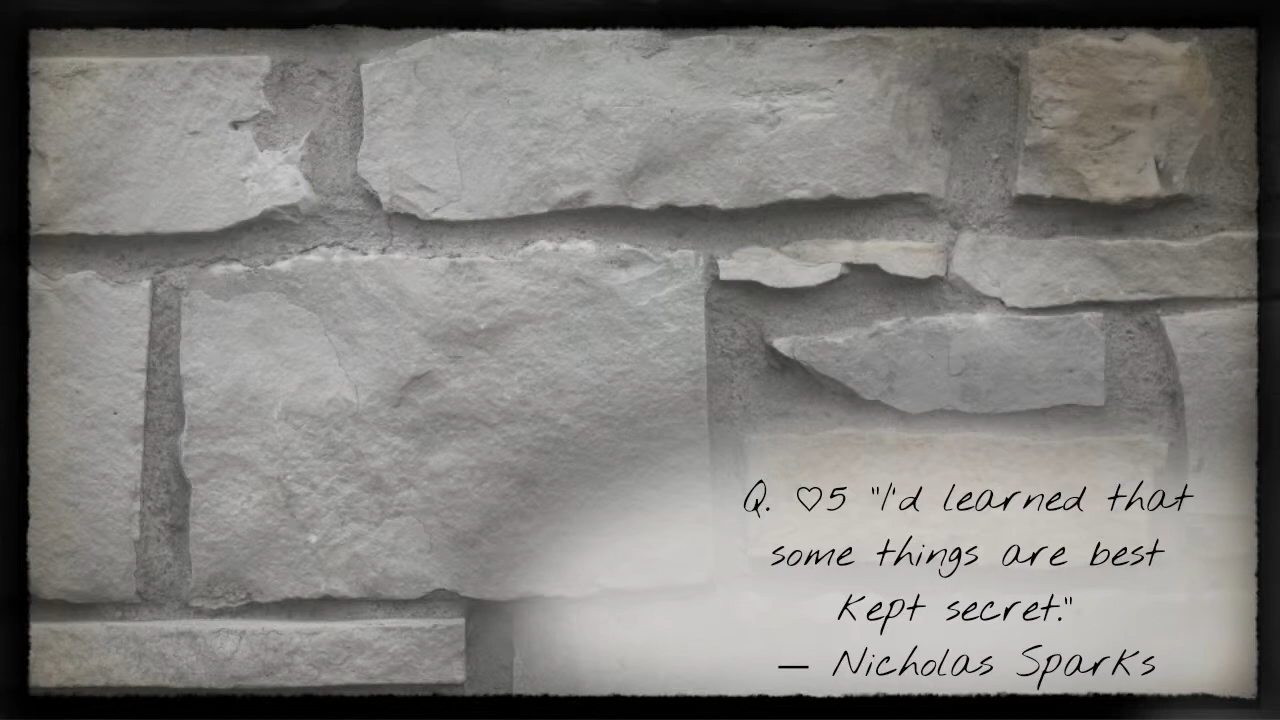 Q. ♡5 "I'd learned that
some things are best
kept secret."
— Nicholas Sparks